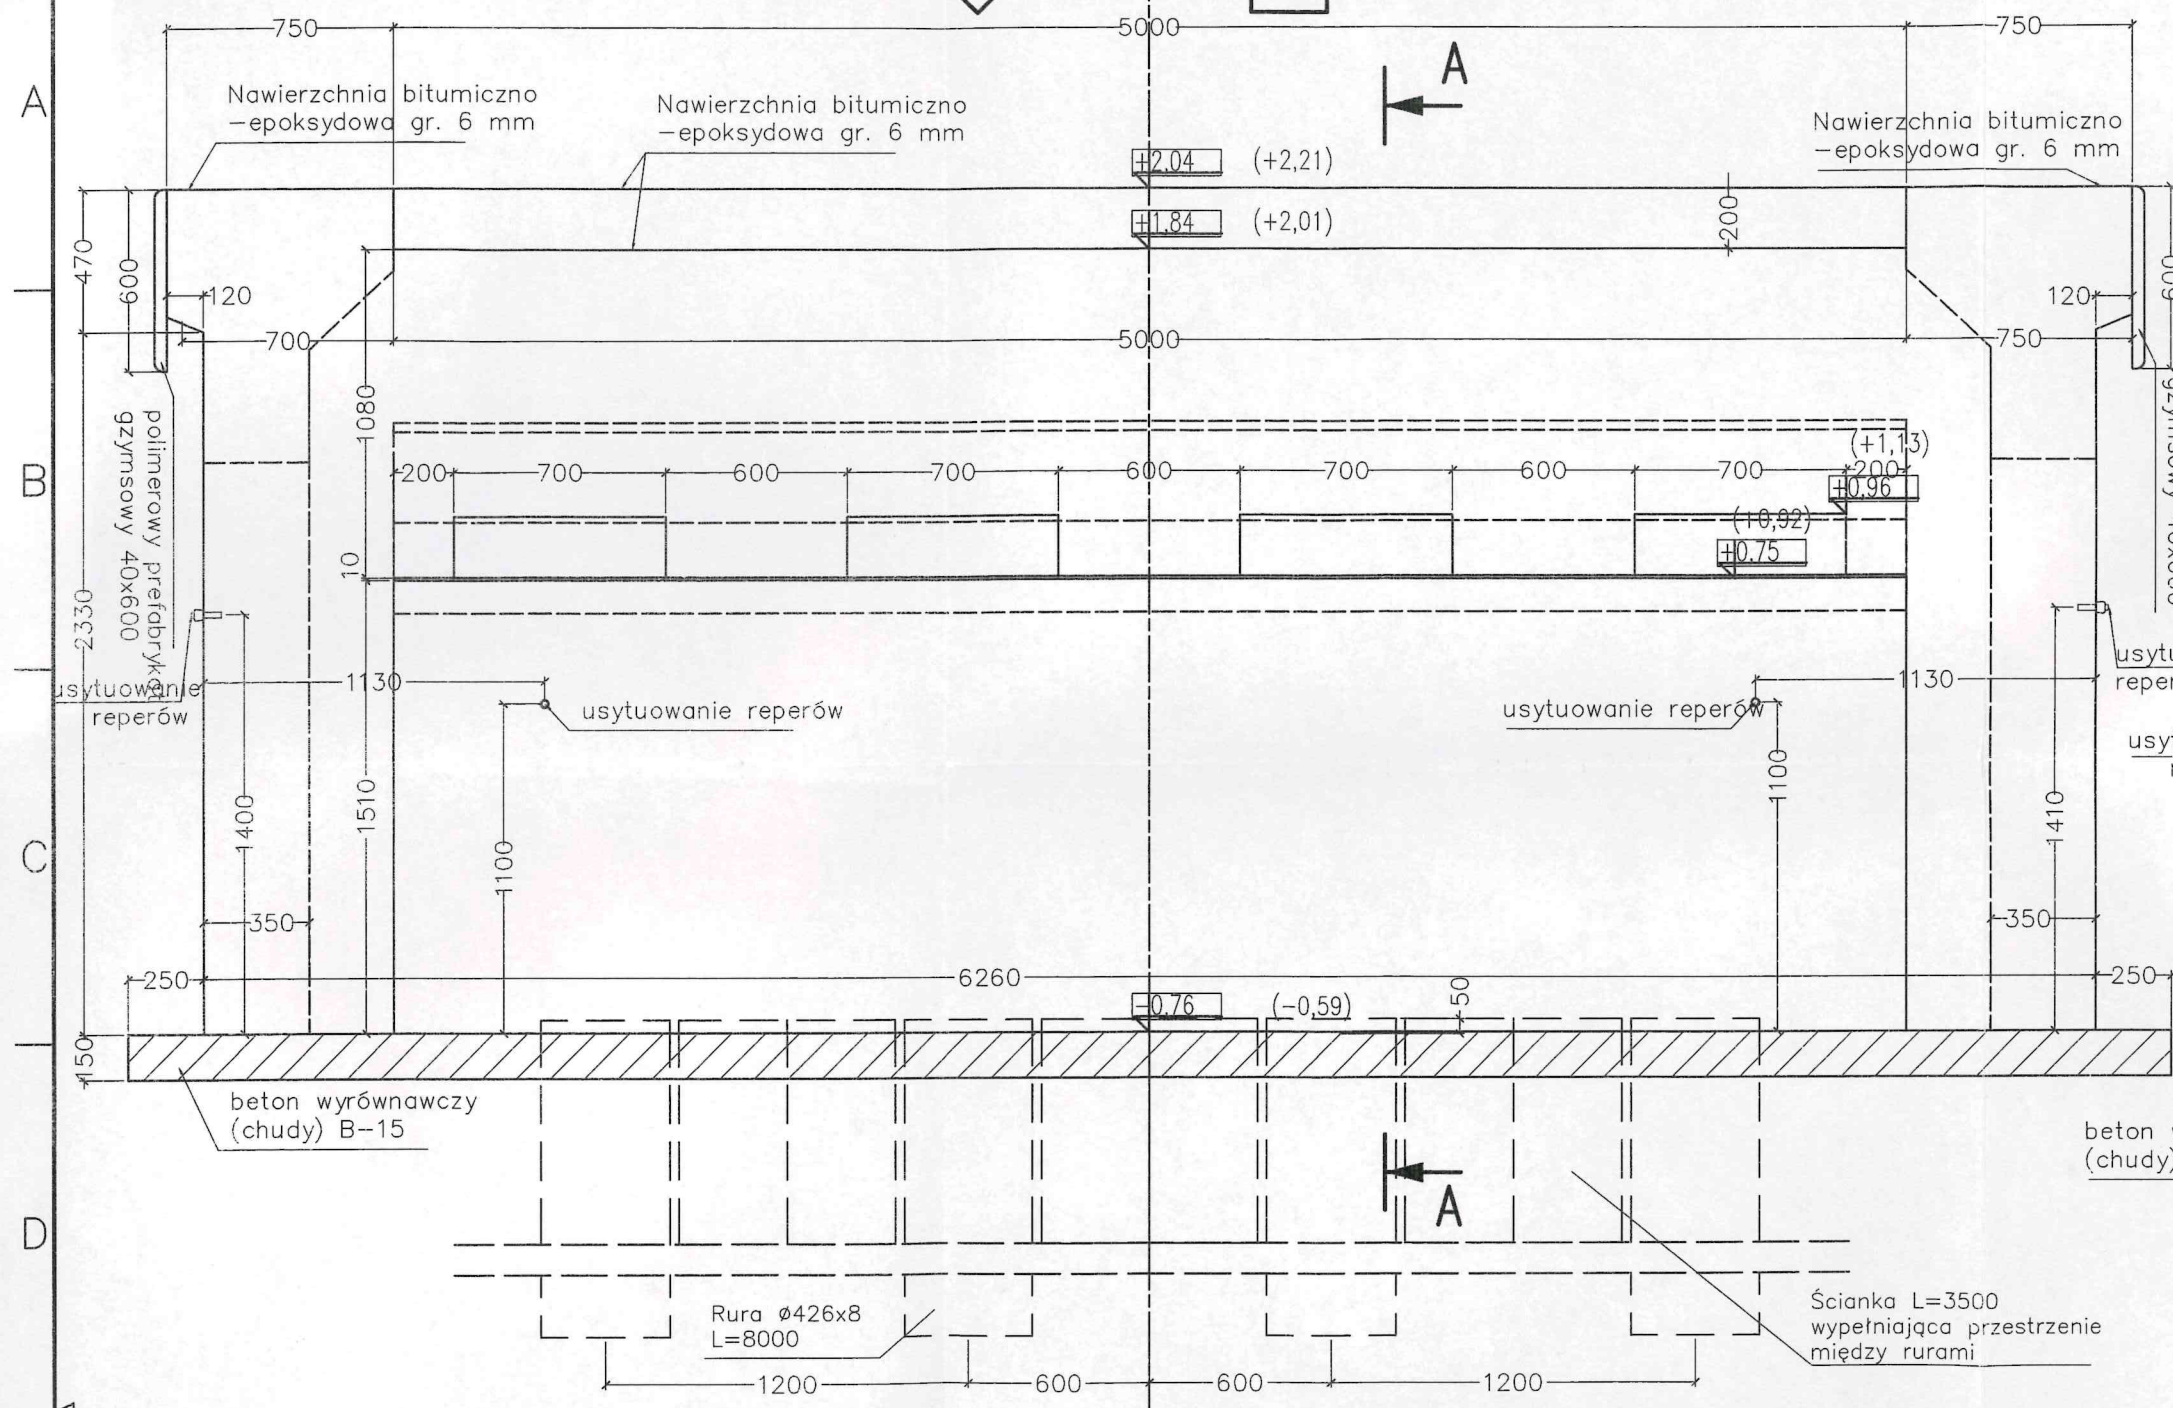 750
5000
750
A
A
Nawierzchnia bitumiczno
-epoksydowa gr. 6 mm
Nawierzchnia bitumiczno
-epoksydowa gr. 6 mm
Nawierzchnia bitumiczno
-epoksydowa gr. 6 mm
+2,04 (+2,21)
+1,84 (+2,01)
200
470
600
120
120
600
700
5000
750
1080
polimerowy prefabrykat
gzymsowy 40x600
B
200 700 600 700 600 700 600 700 200
(+1,13)
+0,96
(+0,92)
+0.75
10
2330
usytuowanie
reperów
1130
usytuowanie reperów
usytuowanie reperów
1130
1400
1510
1100
1100
1410
C
350
350
250
6260
250
-0,76 (-0,59)
50
150
beton wyrównawczy
(chudy) B-15
beton
(chudy)
A
D
Rura ø426x8
L=8000
Ścianka L=3500
wypełniająca przestrzenie
między rurami
1200
600
600
1200